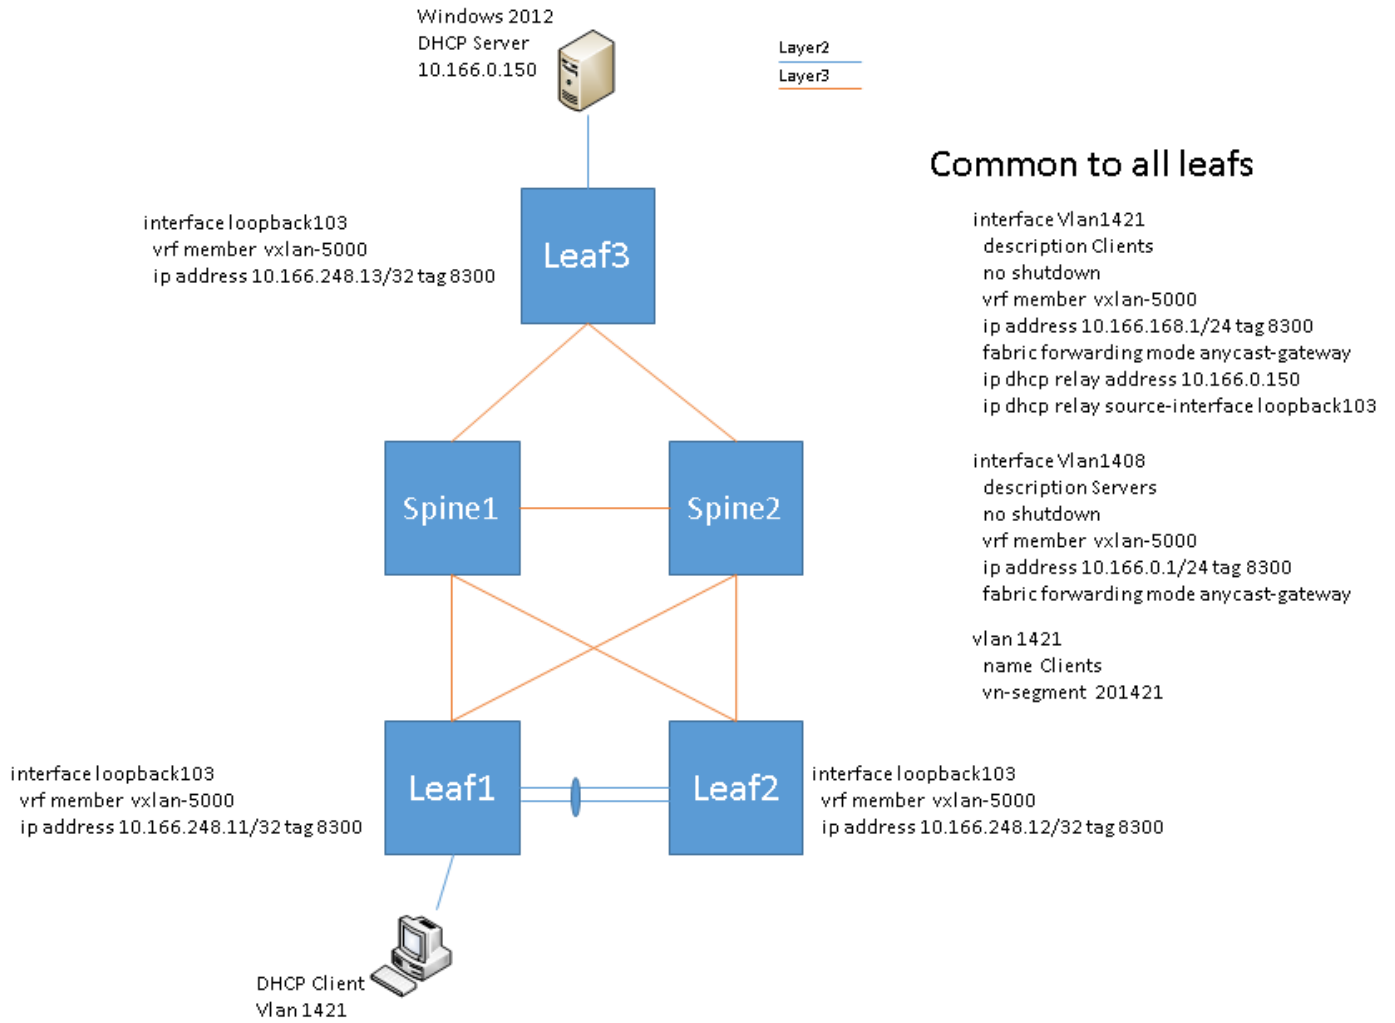 Windows 2012
DHCP Server
10.166.0.150
Layer2
Layer3
Common to all leafs
interface loopback103
vrf member vxlan-5000
ip address 10.166.248.13/32 tag 8300
Leaf3
interface Vlan1421
description Clients
no shutdown
vrf member vxlan-5000
ip address 10.166.168.1/24 tag 8300
fabric forwarding mode anycast-gateway
ip dhcp relay address 10.166.0.150
ip dhcp relay source-interface loopback103
interface Vlan1408
description Servers
no shutdown
vrf member vxlan-5000
ip address 10.166.0.1/24 tag 8300
fabric forwarding mode anycast-gateway
vlan 1421
name Clients
vn-segment 201421
Spine1
Spine2
interface loopback103
vrf member vxlan-5000
ip address 10.166.248.11/32 tag 8300
Leaf1
Leaf2
interface loopback103
vrf member vxlan-5000
ip address 10.166.248.12/32 tag 8300
DHCP Client
Vlan 1421